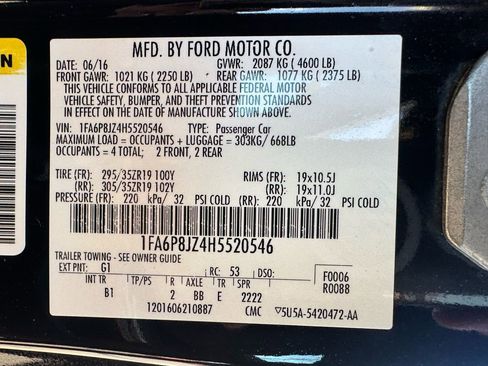 MFD. BY FORD MOTOR CO.
DATE: 06/16 GVWR: 2087 KG ( 4600 LB)
FRONT GAWR: 1021 KG ( 2250 LB) REAR GAWR: 1077 KG ( 2375 LB)
THIS VEHICLE CONFORMS TO ALL APPLICABLE FEDERAL MOTOR
VEHICLE SAFETY, BUMPER, AND THEFT PREVENTION STANDARDS
IN EFFECT ON THE DATE OF MANUFACTURE SHOWN ABOVE.
VIN: 1FA6P8JZ4H5520546 TYPE: Passenger Car
MAXIMUM LOAD = OCCUPANTS + LUGGAGE = 303KG/ 668LB
OCCUPANTS = 4 TOTAL; 2 FRONT, 2 REAR
TIRE (FR): 295/35ZR19 100Y RIMS (FR): 19x10.5J
(RR): 305/35ZR19 102Y (RR): 19x11.0J
PRESSURE (FR): 220 kPa/ 32 PSI COLD (RR): 220 kPa/ 32 PSI COLD
1FA6P8JZ4H5520546
TRAILER TOWING - SEE OWNER GUIDE
EXT PNT: G1 RC: 53 DSO: F0006
R0088
INT TR TP/PS R AXLE TR SPR
B1 2 BB E 2222
1201606210887 CMC 5U5A-5420472-AA